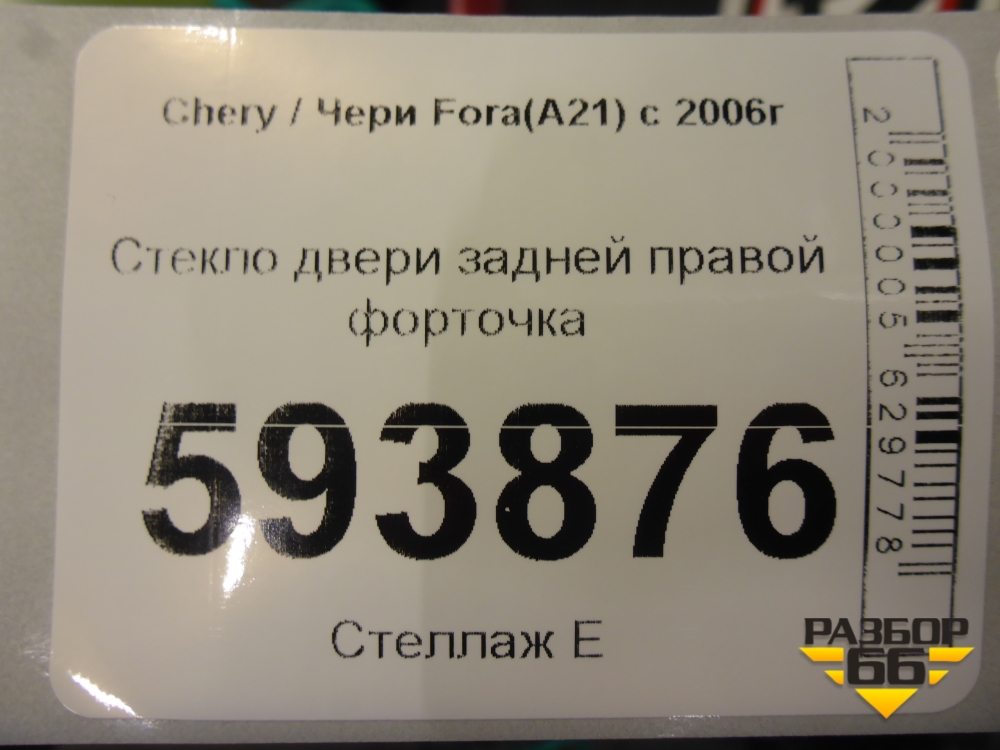 Chery / Чери Fora(A21) с 2006г
Стекло двери задней правой
форточка
593876
Стеллаж Е
2000005629778
РАЗБОР
66